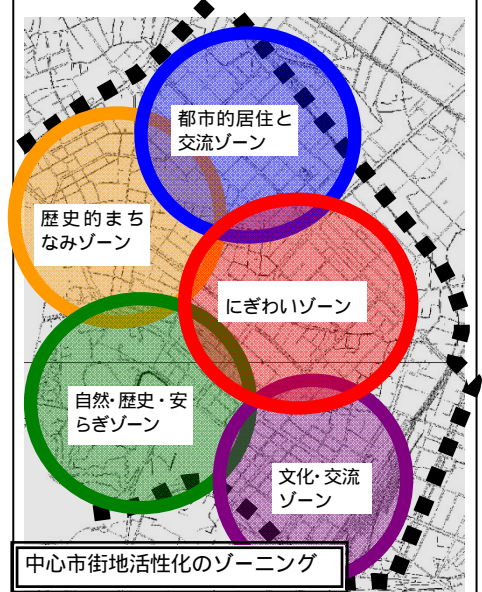 都市的居住と
交流ゾーン
歴史的まち
なみゾーン
にぎわいゾーン
自然･歴史・安
らぎゾーン
文化･交流
ゾーン
中心市街地活性化のゾーニング